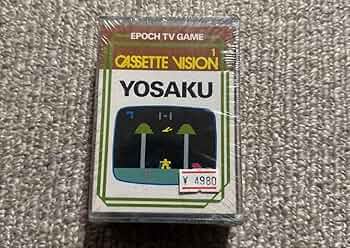 EPOCH TV GAME
1
CASSETTE VISION
YOSAKU
1-1
¥ 4980